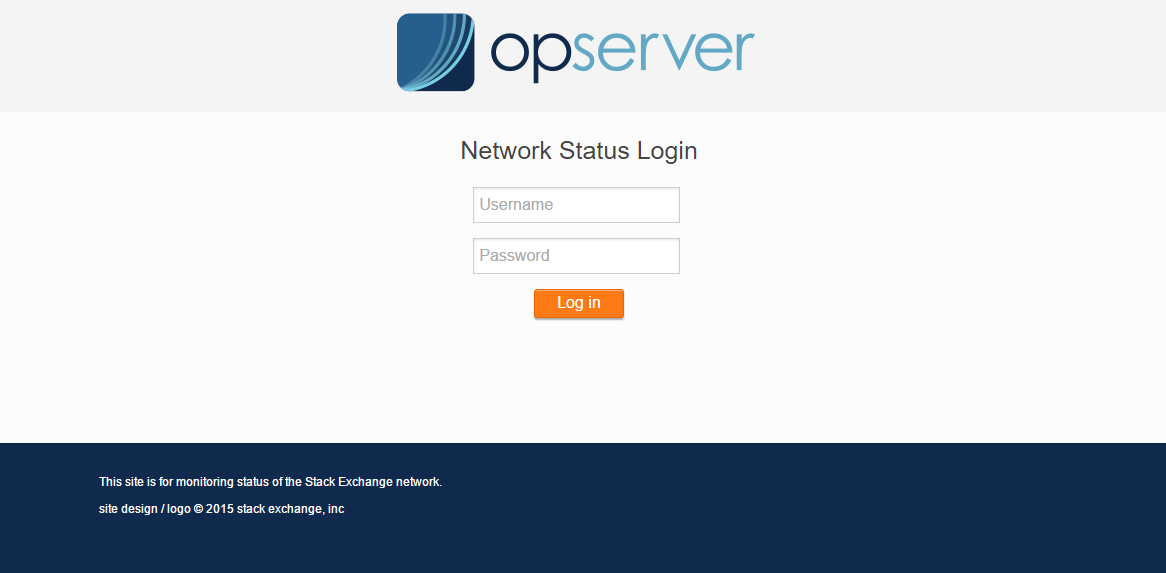 opserver
Network Status Login
Username
Password
Log in
This site is for monitoring status of the Stack Exchange network.
site design / logo © 2015 stack exchange, inc